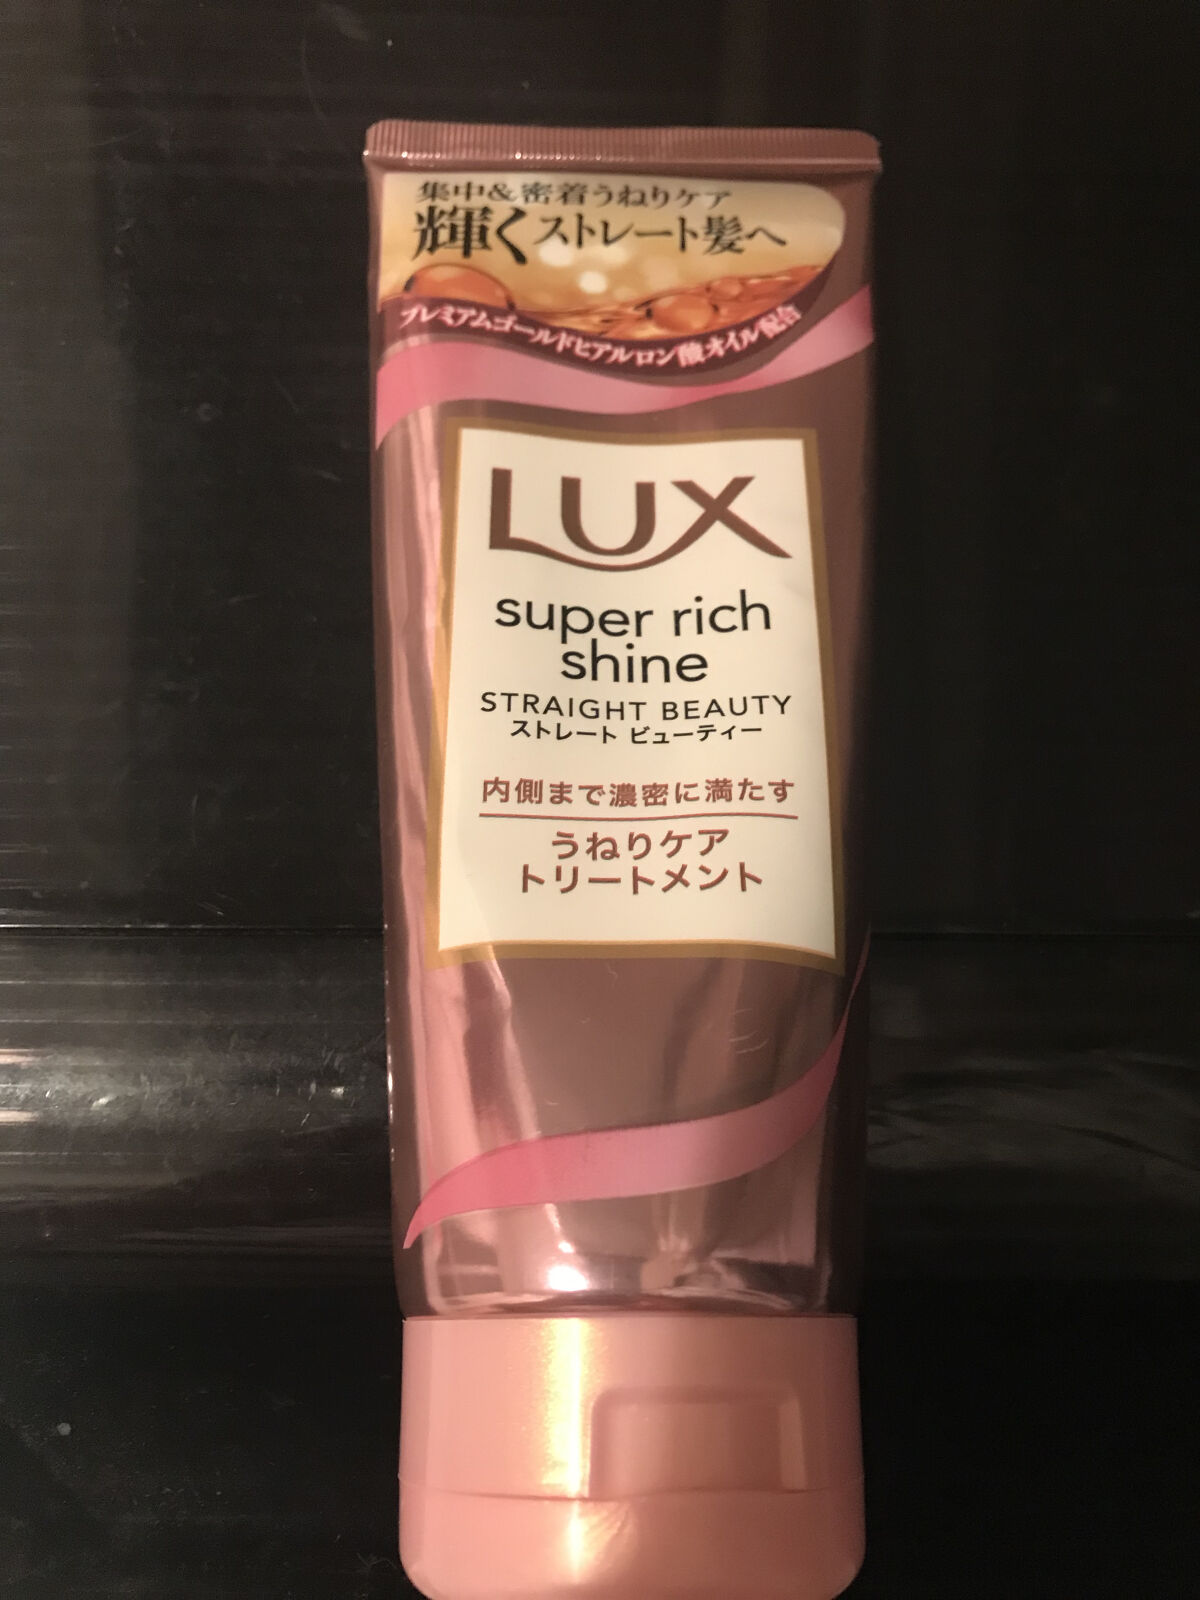 集中&密着うねりケア
輝くストレート髪へ
プレミアムゴールドヒアルロン酸オイル配合
LUX
super rich
shine
STRAIGHT BEAUTY
ストレート ビューティー
内側まで濃密に満たす
うねりケア
トリートメント